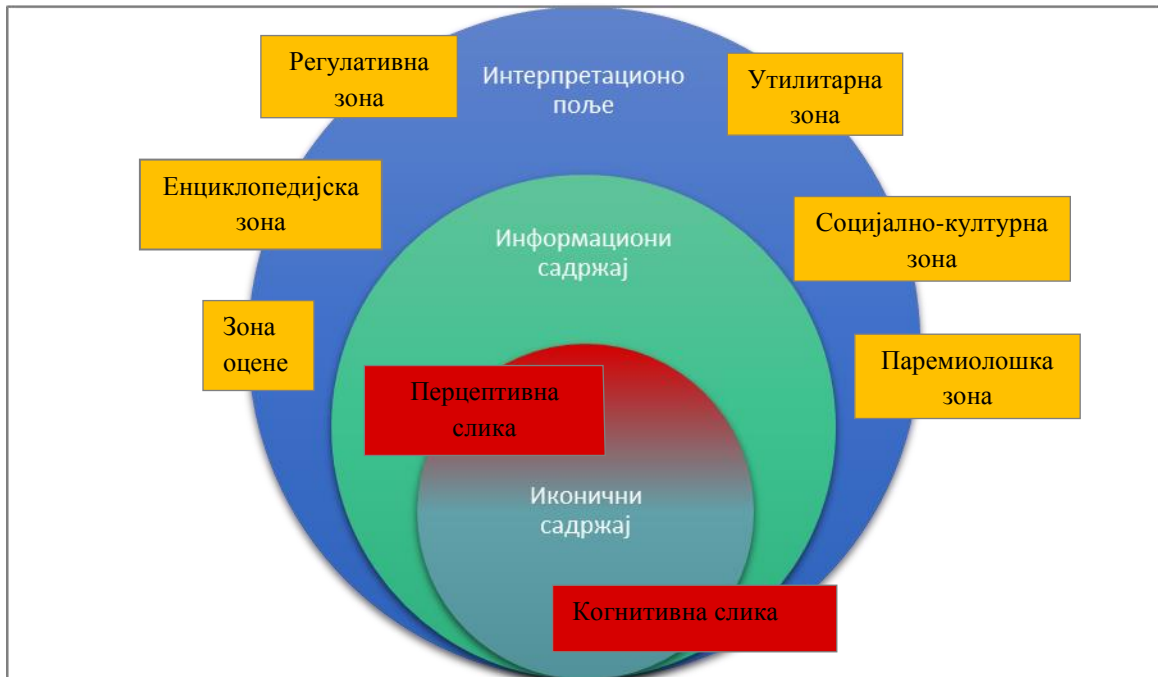 Регулативна
зона
Интерпретационо
поље
Утилитарна
зона
Енциклопедијска
зона
Информациони
садржај
Социјално-културна
зона
Зона
оцене
Перцептивна
слика
Паремиолошка
зона
Иконични
садржај
Когнитивна слика